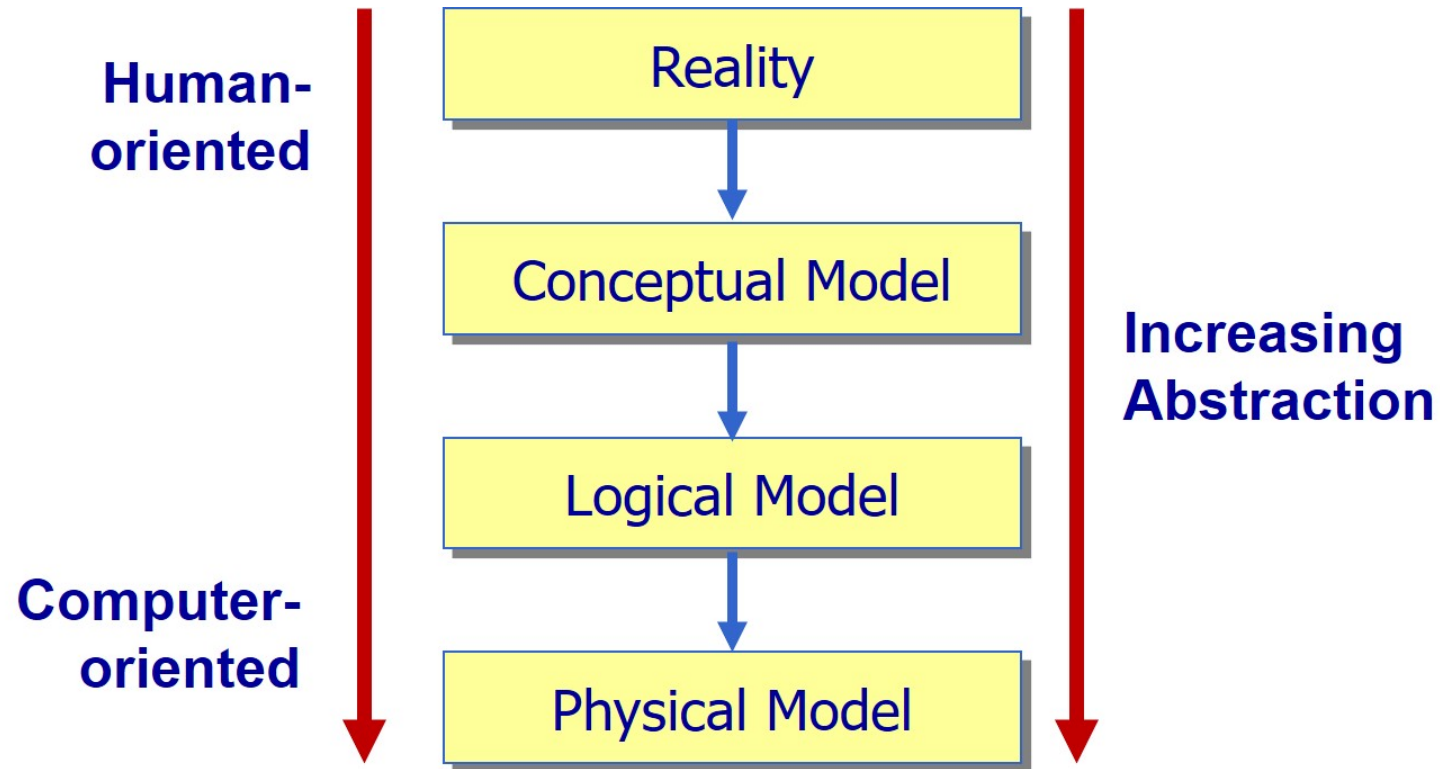 Human-
oriented
Reality
Conceptual Model
Increasing
Abstraction
Logical Model
Computer-
oriented
Physical Model